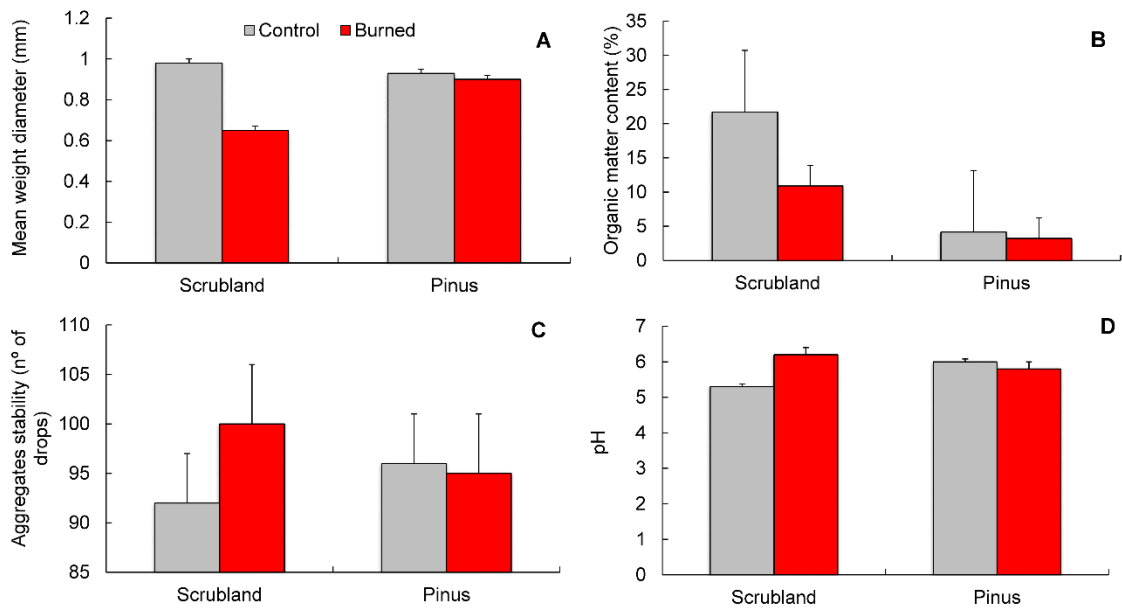 Mean weight diameter (mm)
1.2
1
0.8
0.6
0.4
0.2
0
Control Burned
A
Scrubland Pinus
Organic matter content (%)
35
30
25
20
15
10
5
0
B
Scrubland Pinus
Aggregates stability (nº of
drops)
110
105
100
95
90
85
C
Scrubland Pinus
pH
7
6
5
4
3
2
1
0
D
Scrubland Pinus